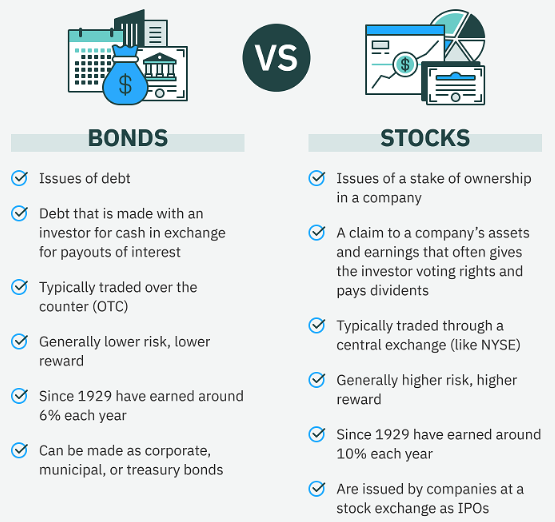 VS
BONDS
Issues of debt
Debt that is made with an
investor for cash in exchange
for payouts of interest
Typically traded over the
counter (OTC)
Generally lower risk, lower
reward
Since 1929 have earned around
6% each year
Can be made as corporate,
municipal, or treasury bonds
STOCKS
Issues of a stake of ownership
in a company
A claim to a company’s assets
and earnings that often gives
the investor voting rights and
pays dividents
Typically traded through a
central exchange (like NYSE)
Generally higher risk, higher
reward
Since 1929 have earned around
10% each year
Are issued by companies at a
stock exchange as IPOs